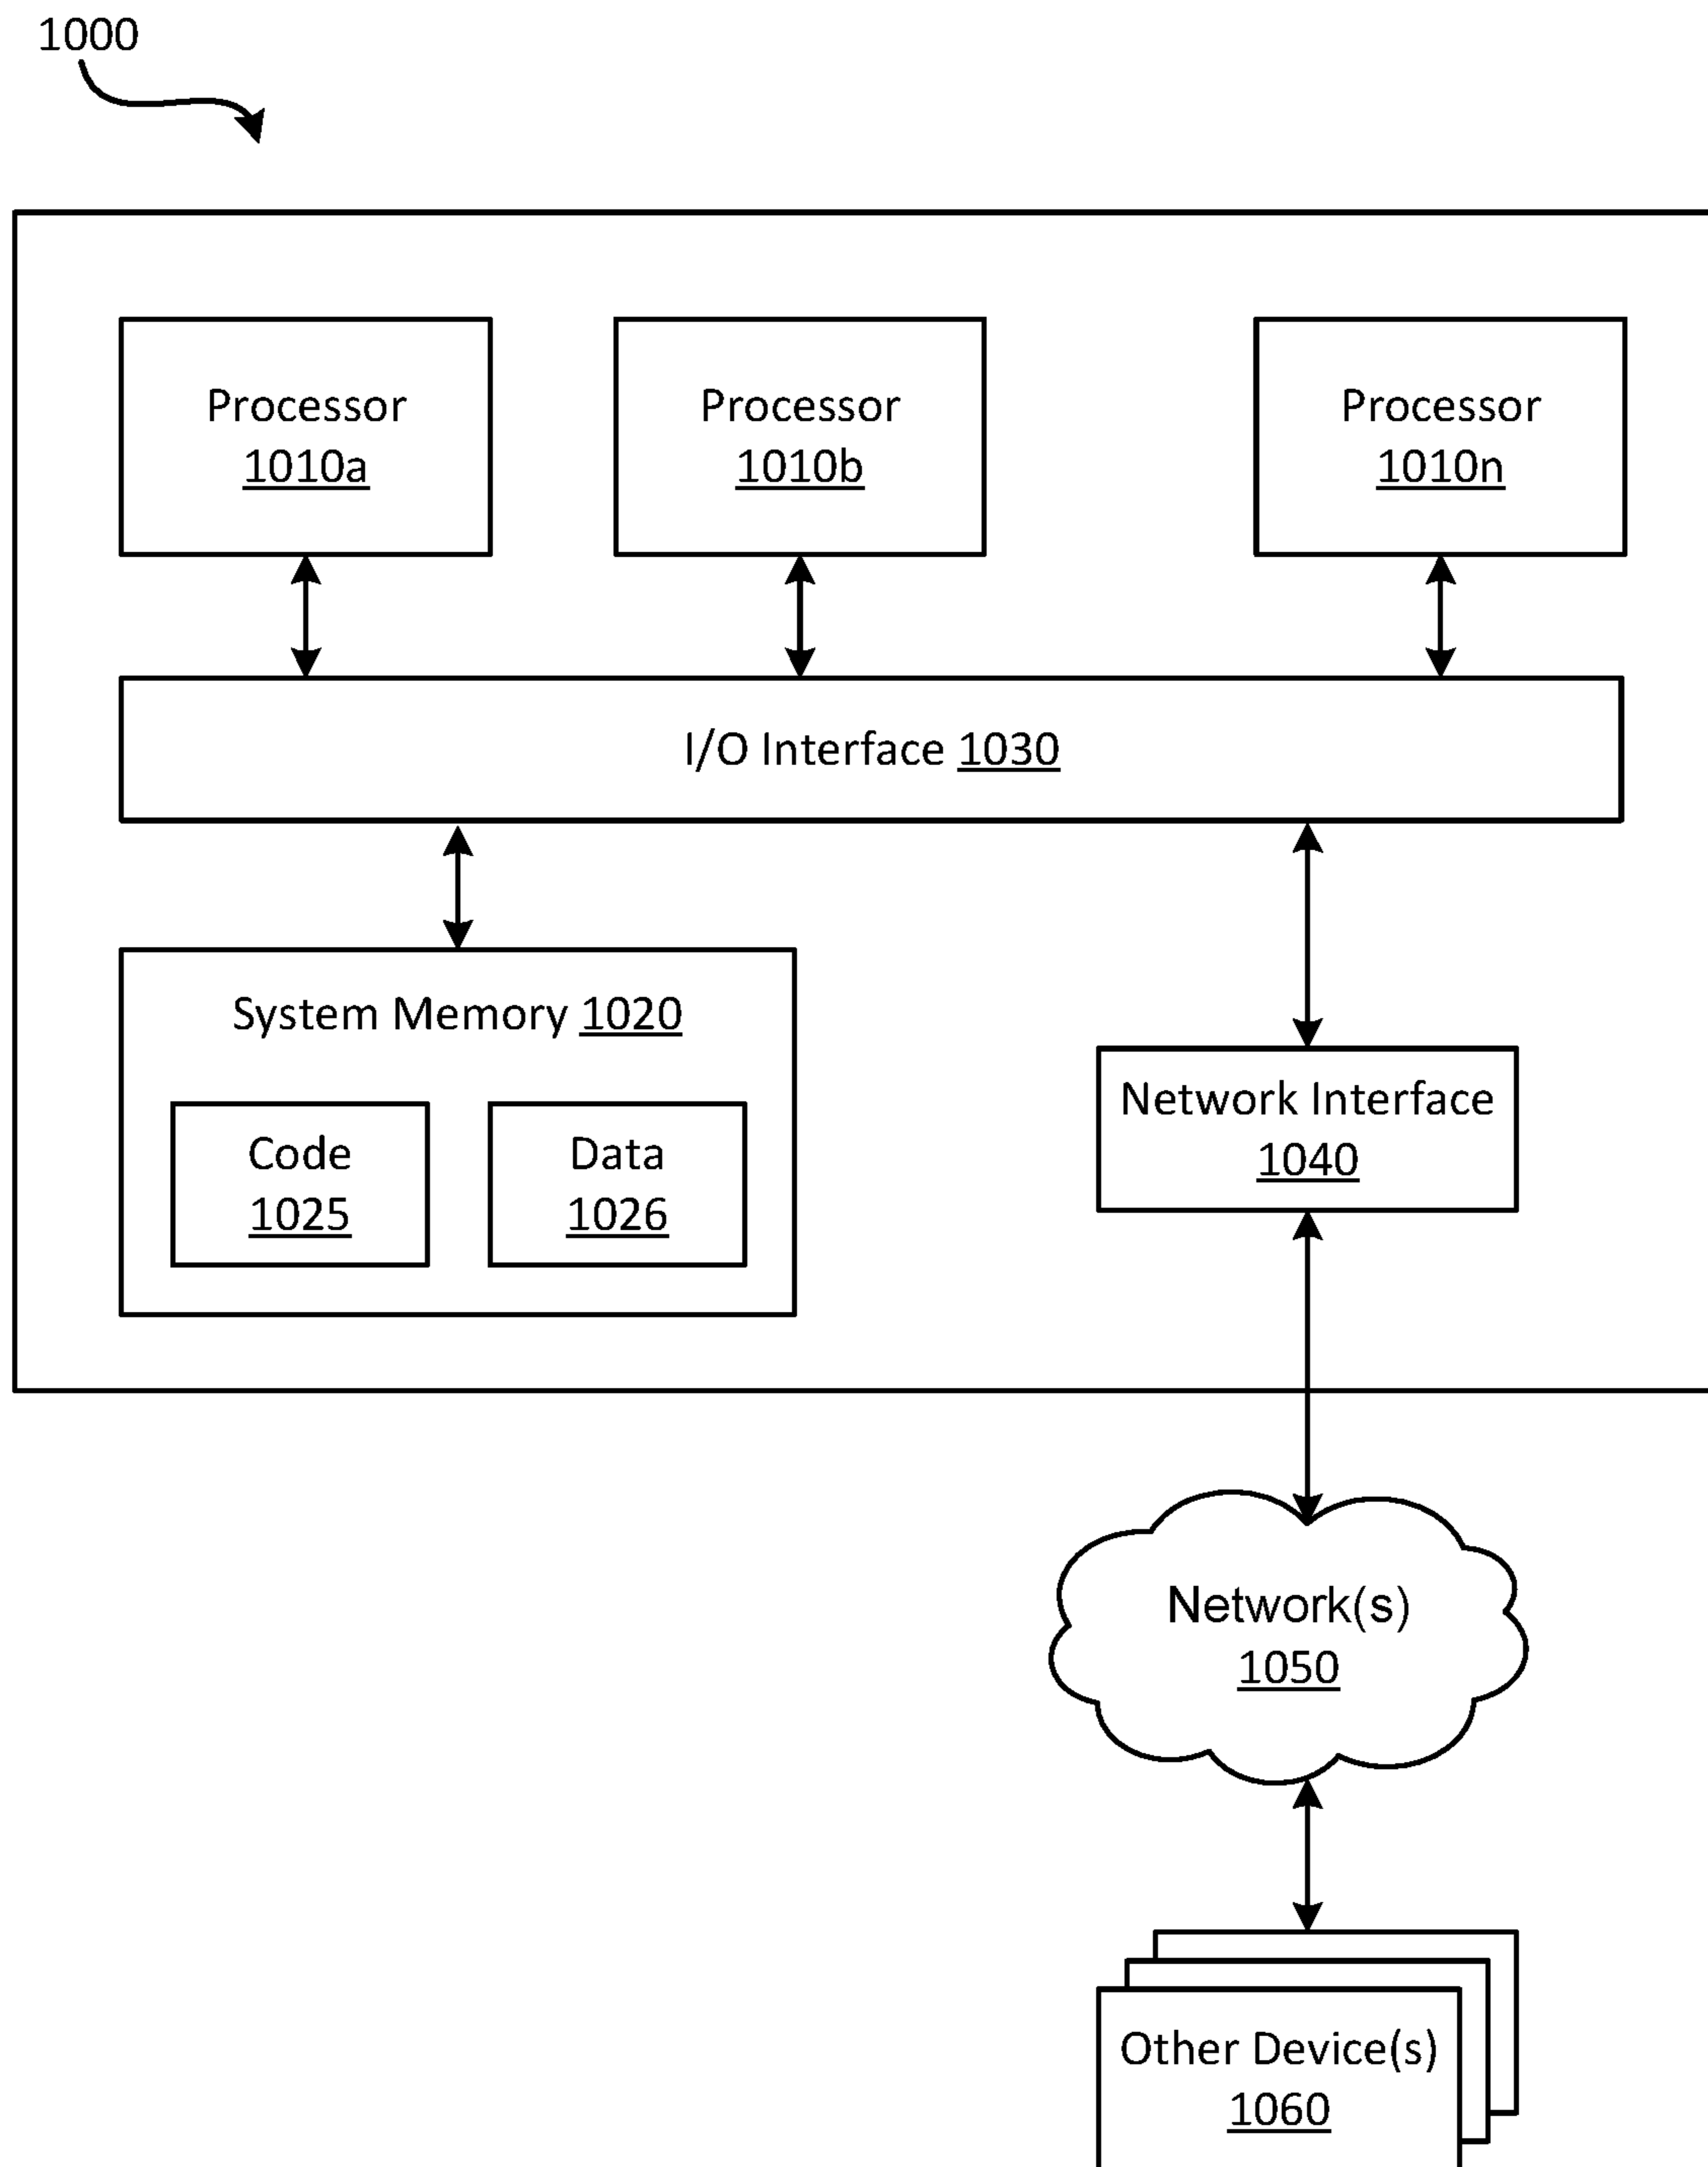 1000
Processor
1010a
Processor
1010b
Processor
1010n
I/O Interface 1030
System Memory 1020
Code
1025
Data
1026
Network Interface
1040
Network(s)
1050
Other Device(s)
1060